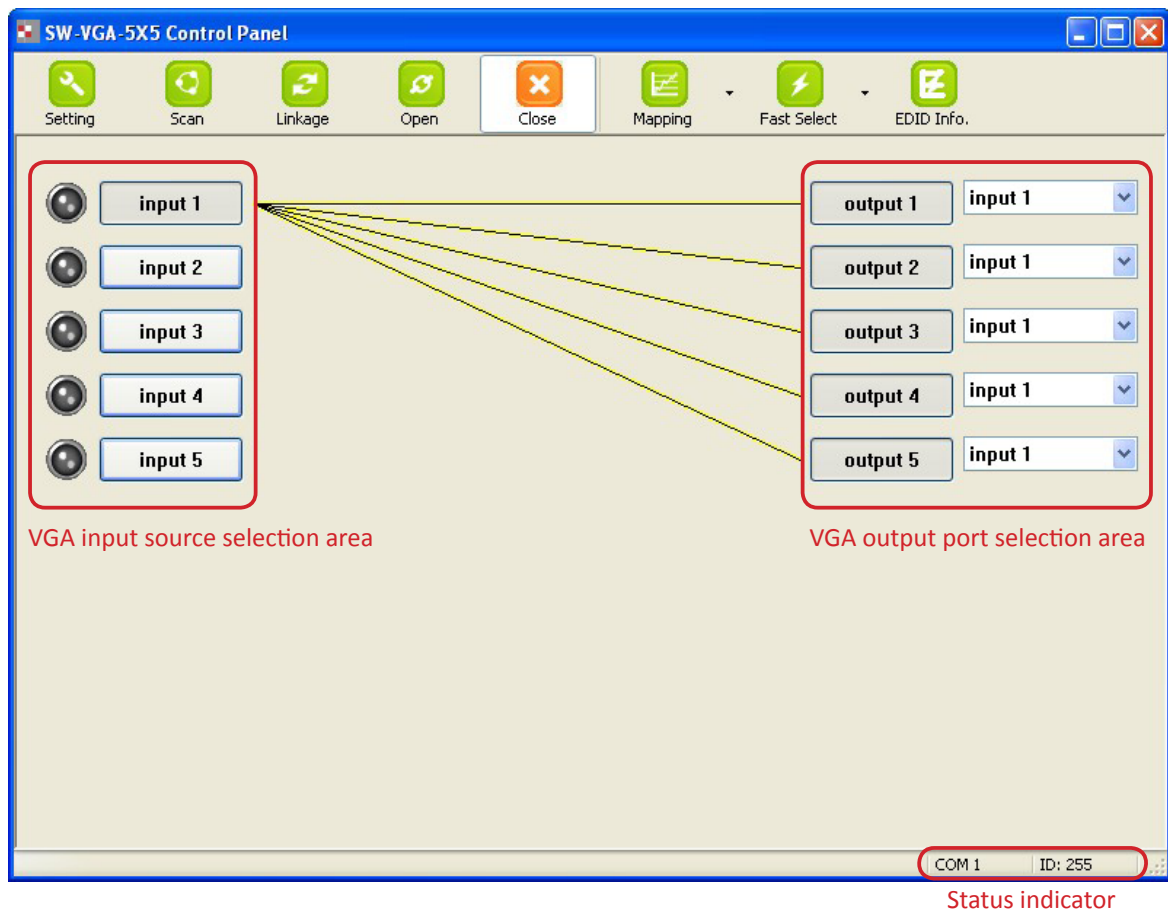 SW-VGA-5X5 Control Panel
Setting Scan Linkage Open Close Mapping Fast Select EDID Info.
input 1 output 1 input 1
input 2 output 2 input 1
input 3 output 3 input 1
input 4 output 4 input 1
input 5 output 5 input 1
VGA input source selection area VGA output port selection area
COM 1 ID: 255
Status indicator